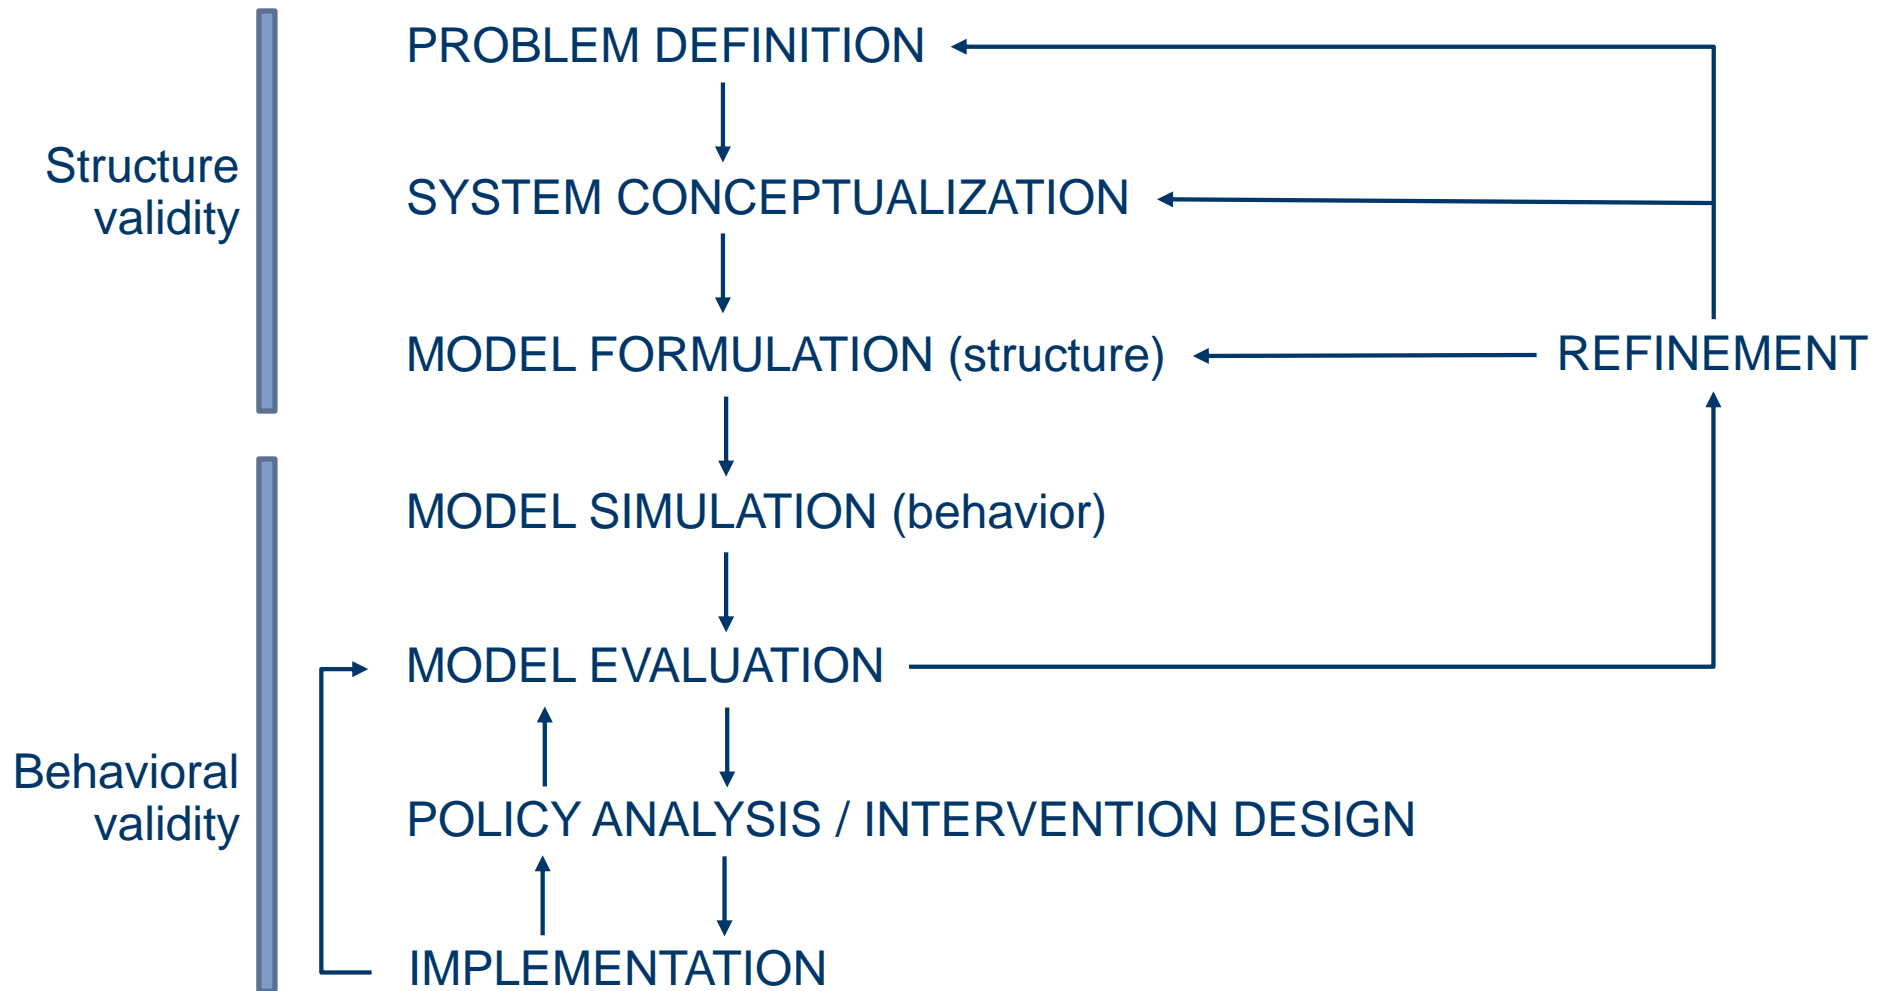 PROBLEM DEFINITION
Structure
validity
SYSTEM CONCEPTUALIZATION
MODEL FORMULATION (structure)
REFINEMENT
MODEL SIMULATION (behavior)
MODEL EVALUATION
Behavioral
validity
POLICY ANALYSIS / INTERVENTION DESIGN
IMPLEMENTATION